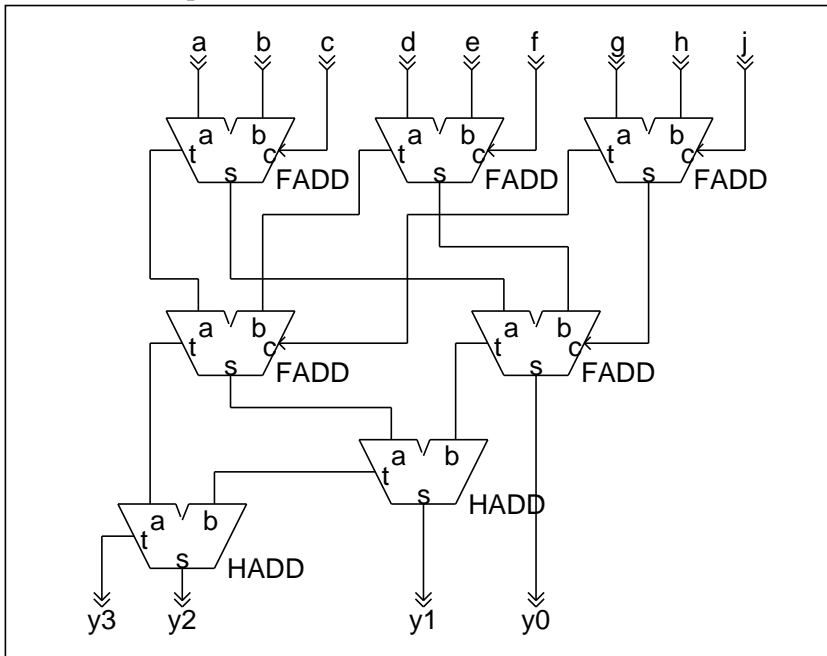 a b c d e f g h j
a b a b a b
t c t c t c
s FADD s FADD s FADD
a b a b
t c t c
s FADD s FADD
a b
t
s HADD
a b
t
s HADD
y3 y2 y1 y0